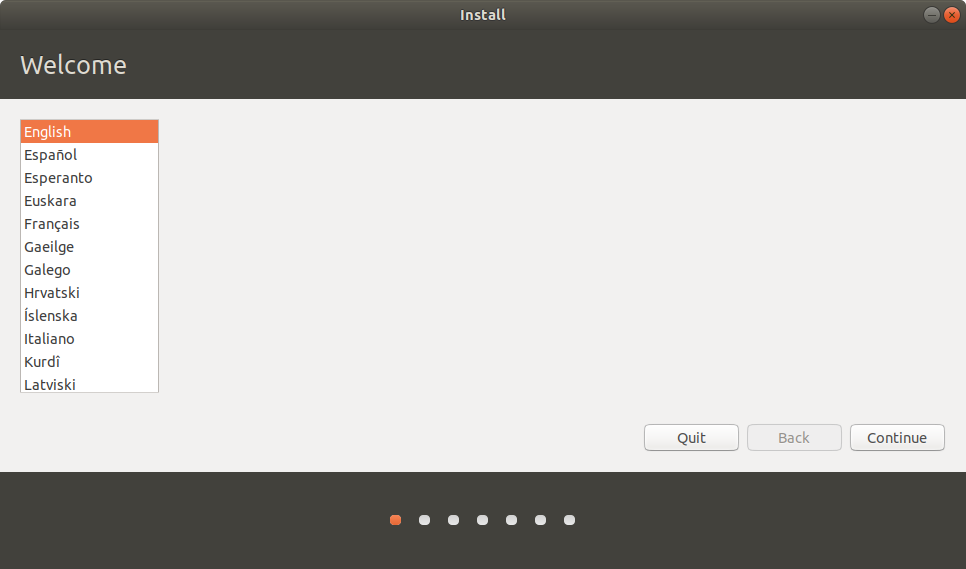 Install
Welcome
English
Español
Esperanto
Euskara
Français
Gaeilge
Galego
Hrvatski
Íslenska
Italiano
Kurdî
Latviski
Quit
Back
Continue